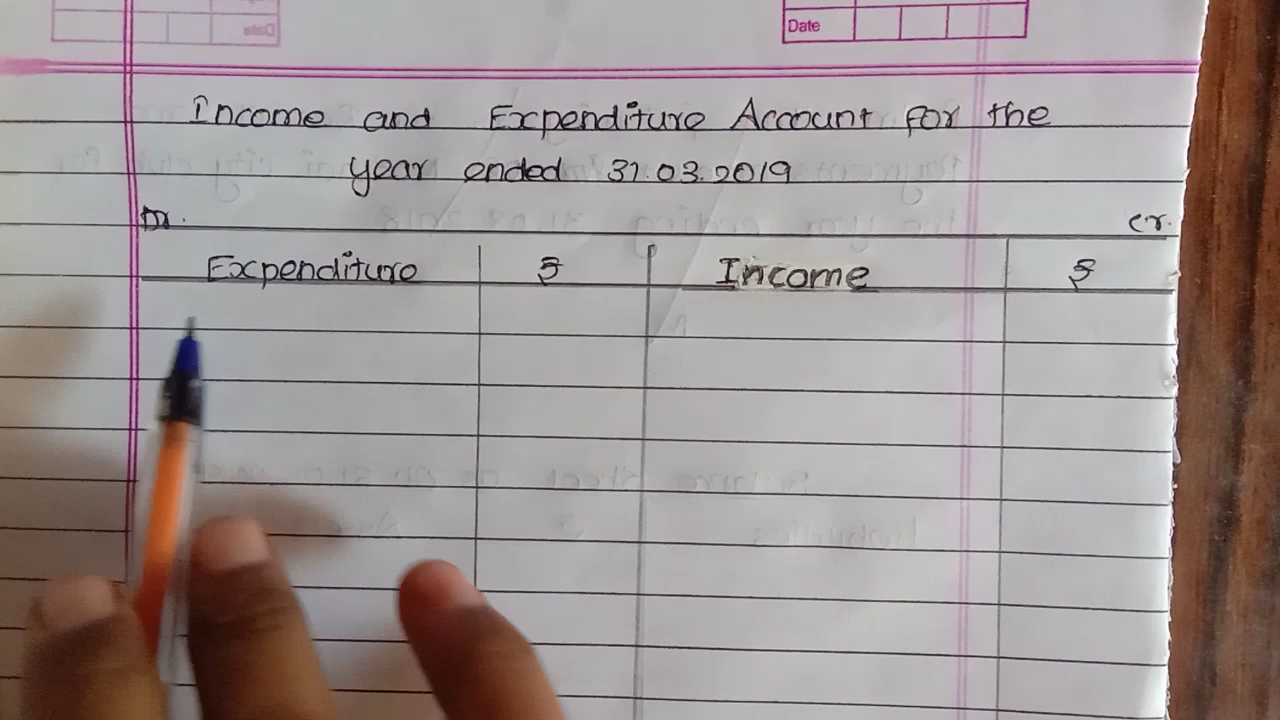 Date
Income and Expenditure Account for the
year ended 31.03.2019
Dr. Cr.
Expenditure ₹ Income ₹